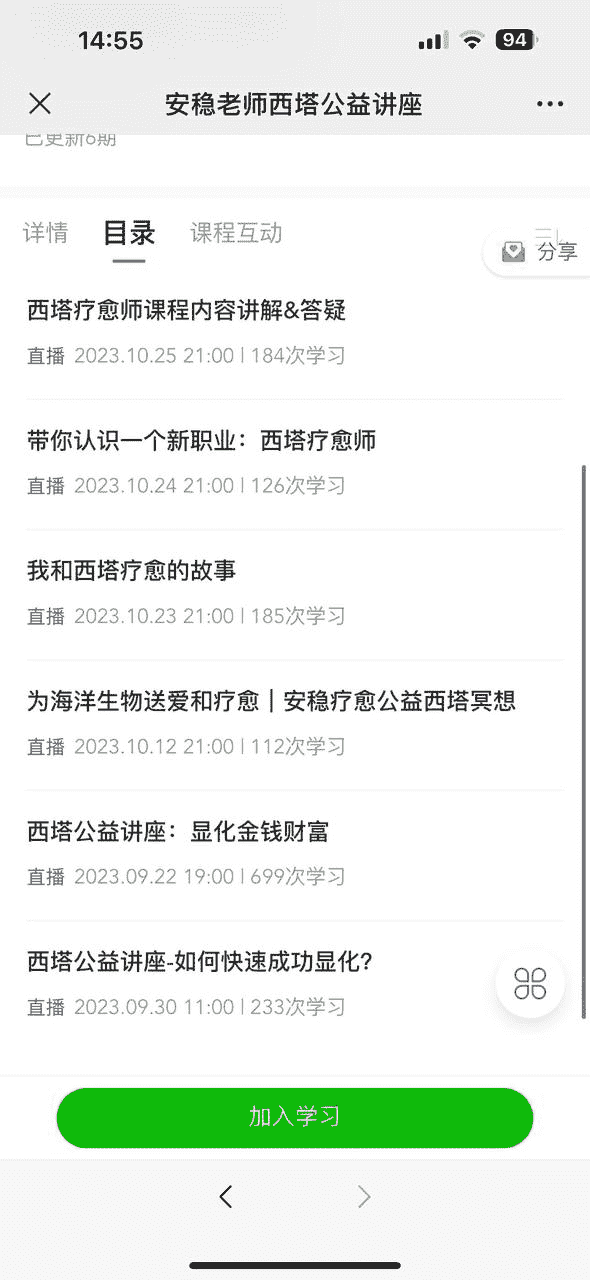 14:55
94
安稳老师西塔公益讲座
已更新6期
详情 目录 课程互动
分享
西塔疗愈师课程内容讲解&答疑
直播 2023.10.25 21:00 | 184次学习
带你认识一个新职业：西塔疗愈师
直播 2023.10.24 21:00 | 126次学习
我和西塔疗愈的故事
直播 2023.10.23 21:00 | 185次学习
为海洋生物送爱和疗愈｜安稳疗愈公益西塔冥想
直播 2023.10.12 21:00 | 112次学习
西塔公益讲座：显化金钱财富
直播 2023.09.22 19:00 | 699次学习
西塔公益讲座-如何快速成功显化?
直播 2023.09.30 11:00 | 233次学习
加入学习